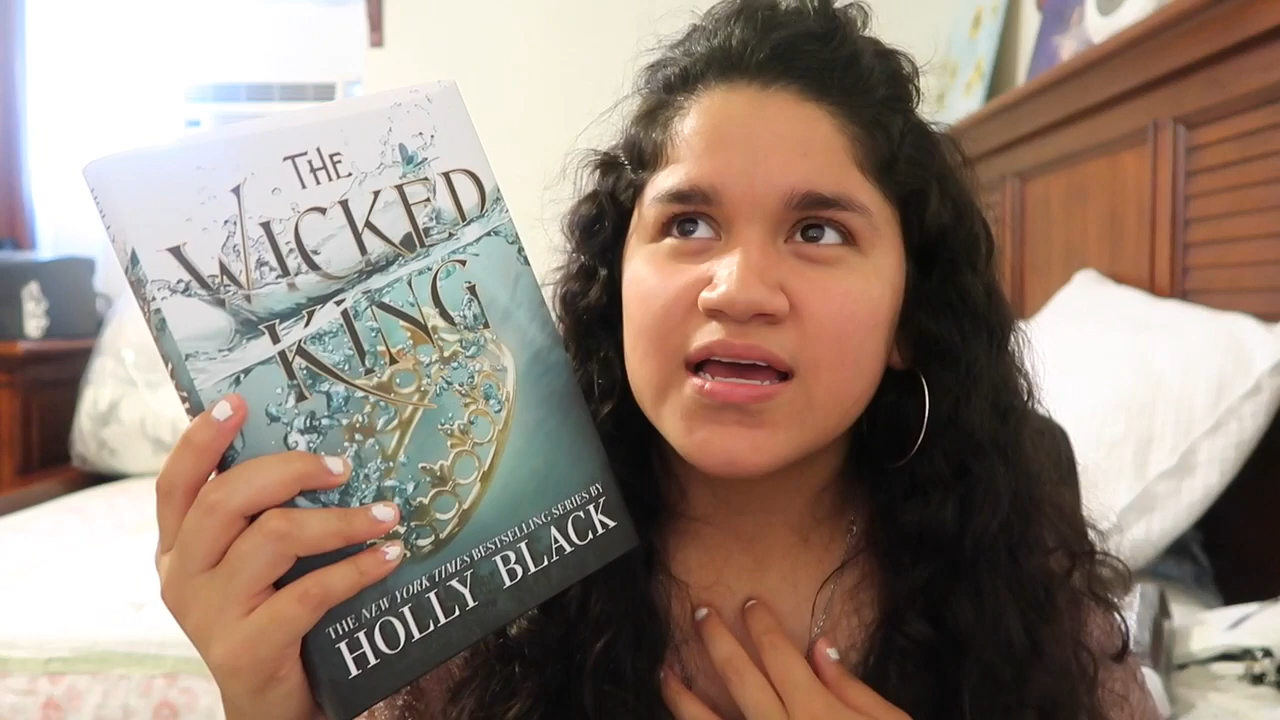 THE
WICKED
KING
THE NEW YORK TIMES BESTSELLING SERIES BY
HOLLY BLACK